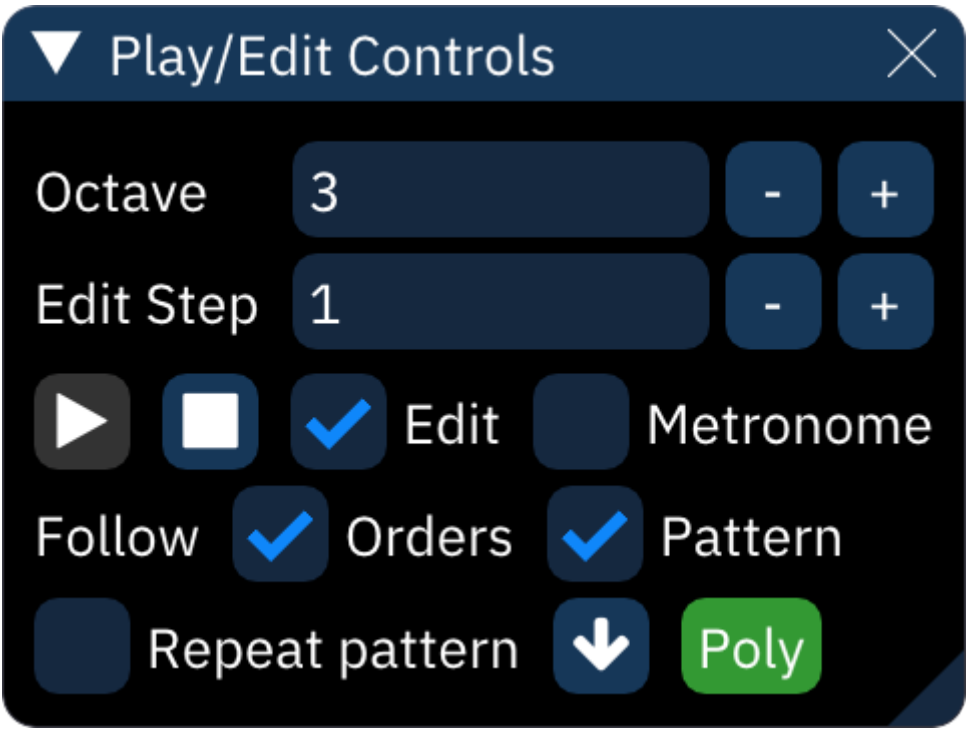 Play/Edit Controls
Octave 3 - +
Edit Step 1 - +
Edit Metronome
Follow Orders Pattern
Repeat pattern Poly